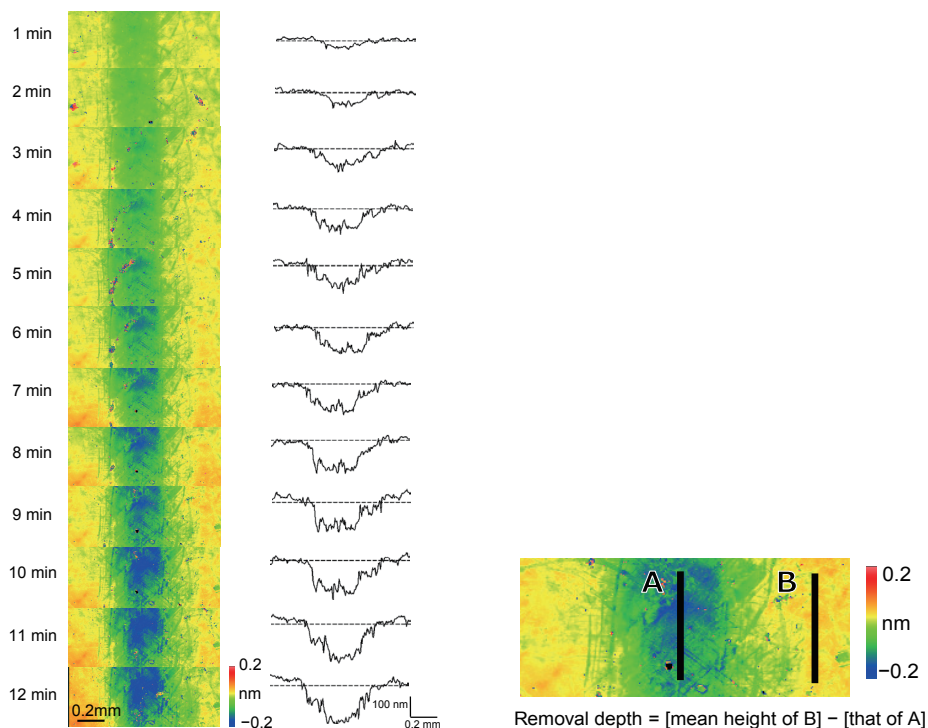 1 min
2 min
3 min
4 min
5 min
6 min
7 min
8 min
9 min
10 min
11 min
12 min
0.2mm
0.2
nm
−0.2
100 nm
0.2 mm
A
B
0.2
nm
−0.2
Removal depth = [mean height of B] − [that of A]